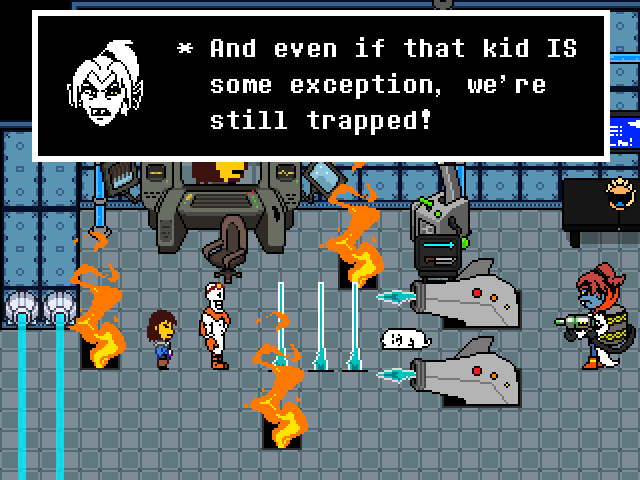 * And even if that kid IS
some exception, we're
still trapped!